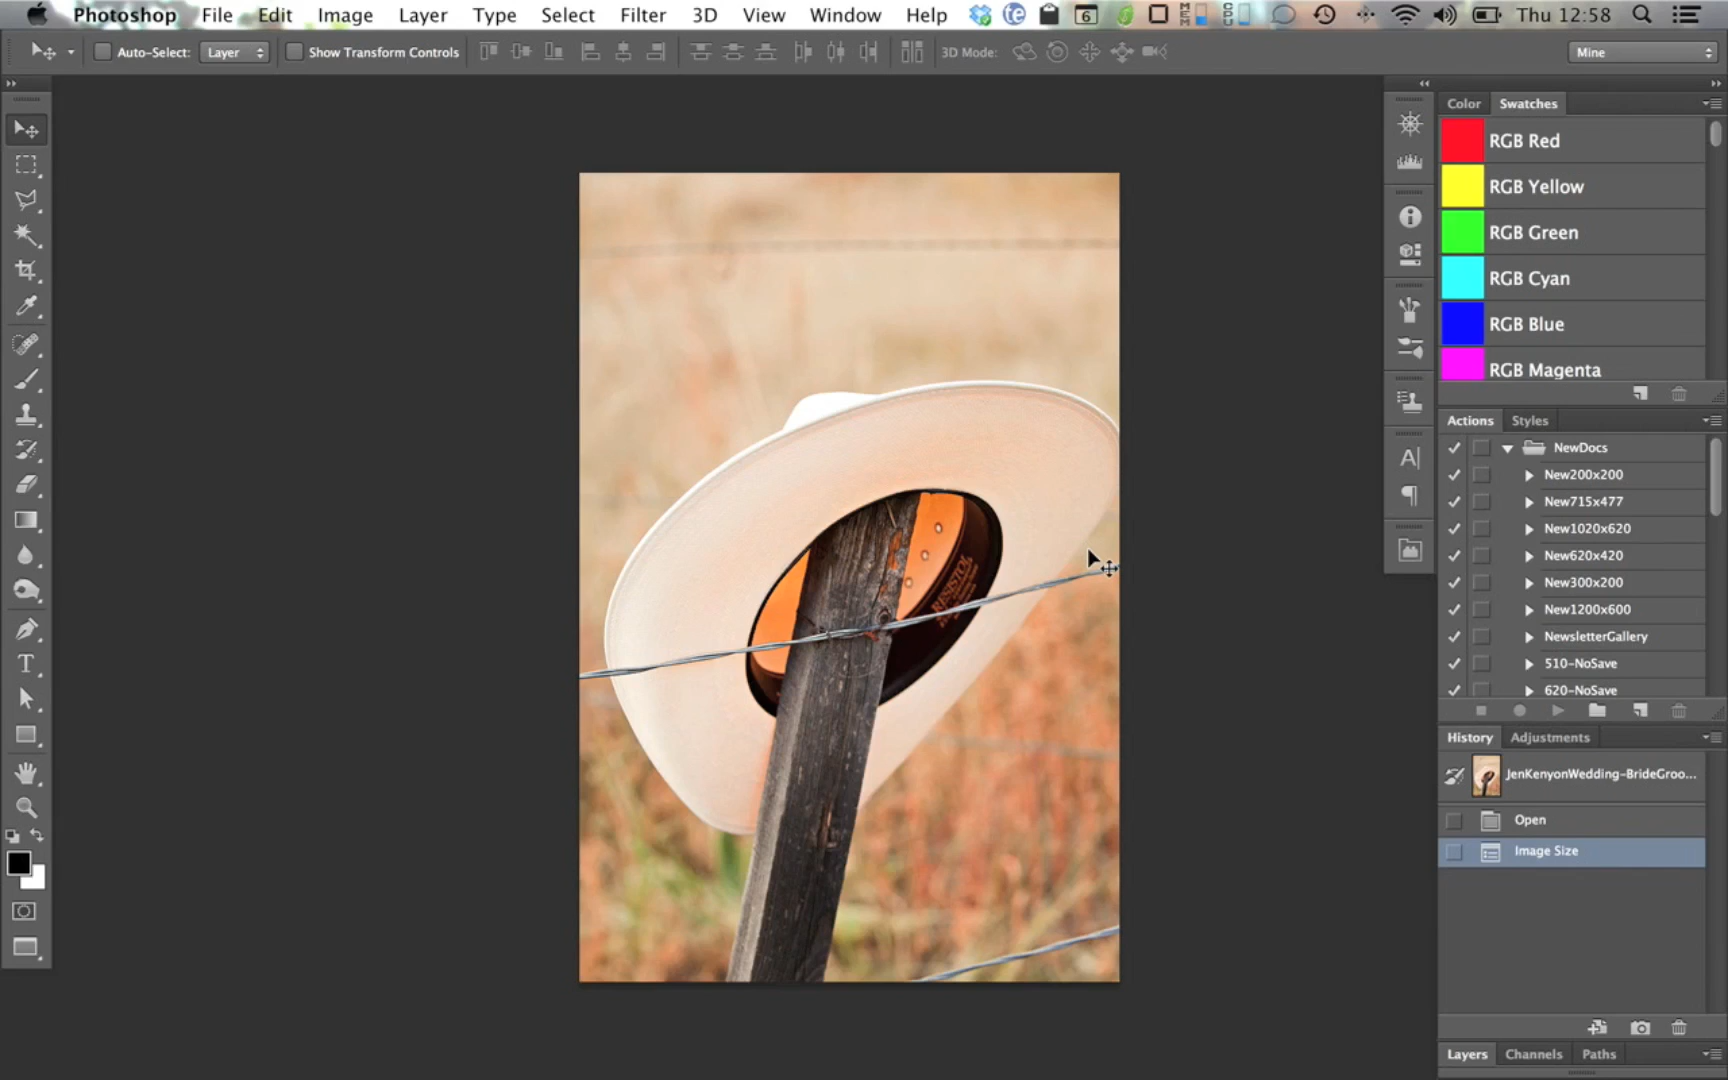 Photoshop File Edit Image Layer Type Select Filter 3D View Window Help Thu 12:58
Auto-Select: Layer Show Transform Controls 3D Mode: Mine
Color Swatches
RGB Red
RGB Yellow
RGB Green
RGB Cyan
RGB Blue
RGB Magenta
Actions Styles
NewDocs
New200x200
New715x477
New1020x620
New620x420
New300x200
New1200x600
NewsletterGallery
510-NoSave
620-NoSave
History Adjustments
JenKenyonWedding-BrideGroo...
Open
Image Size
Layers Channels Paths
RESISTOL